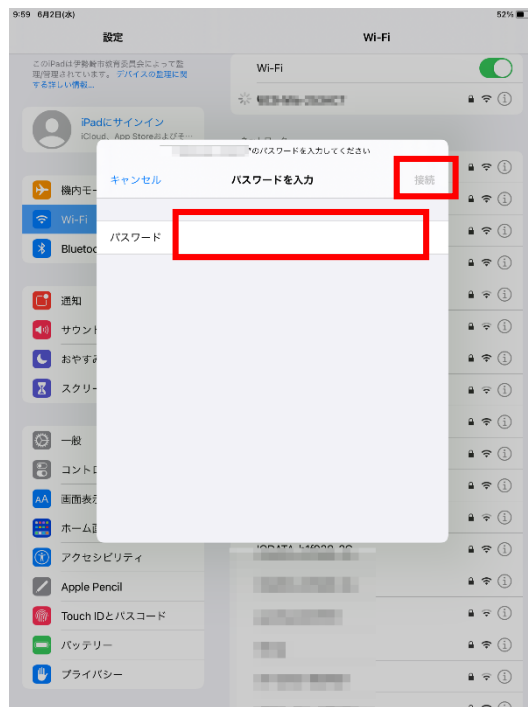 9:59 6月2日(水)
52%
設定
Wi-Fi
このiPadは伊勢崎市教育委員会によって監
理/管理されています。デバイスの監理に関
する詳しい情報...
Wi-Fi
iPadにサインイン
iCloud、App Storeおよびそ…
のパスワードを入力してください
キャンセル
パスワードを入力
接続
パスワード
機内モー
Wi-Fi
Bluetoo
通知
サウント
おやすみ
スクリー
一般
コントロ
画面表示
ホーム画
アクセシビリティ
Apple Pencil
Touch IDとパスコード
バッテリー
プライバシー